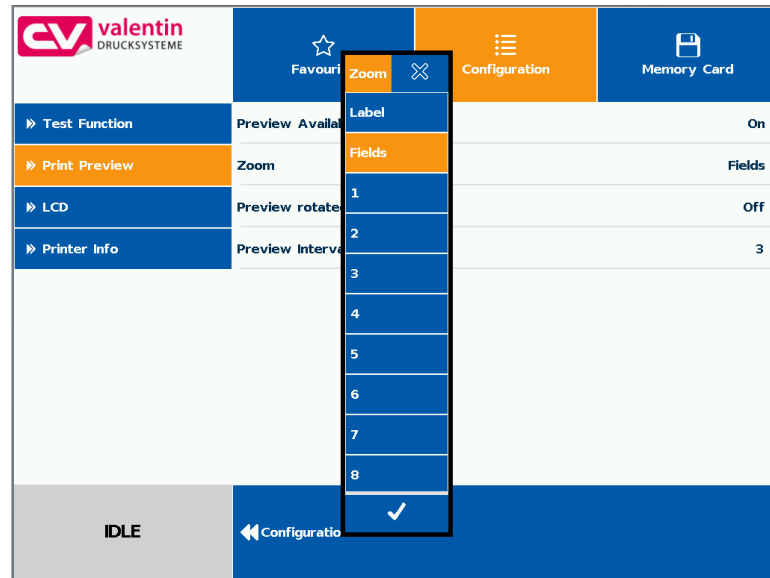 valentin
DRUCKSYSTEME
Favouri
Configuration
Memory Card
Zoom
Label
Fields
1
2
3
4
5
6
7
8
Test Function
Print Preview
LCD
Printer Info
Preview Availa On
Zoom Fields
Preview rotate Off
Preview Interva 3
IDLE
Configuratio